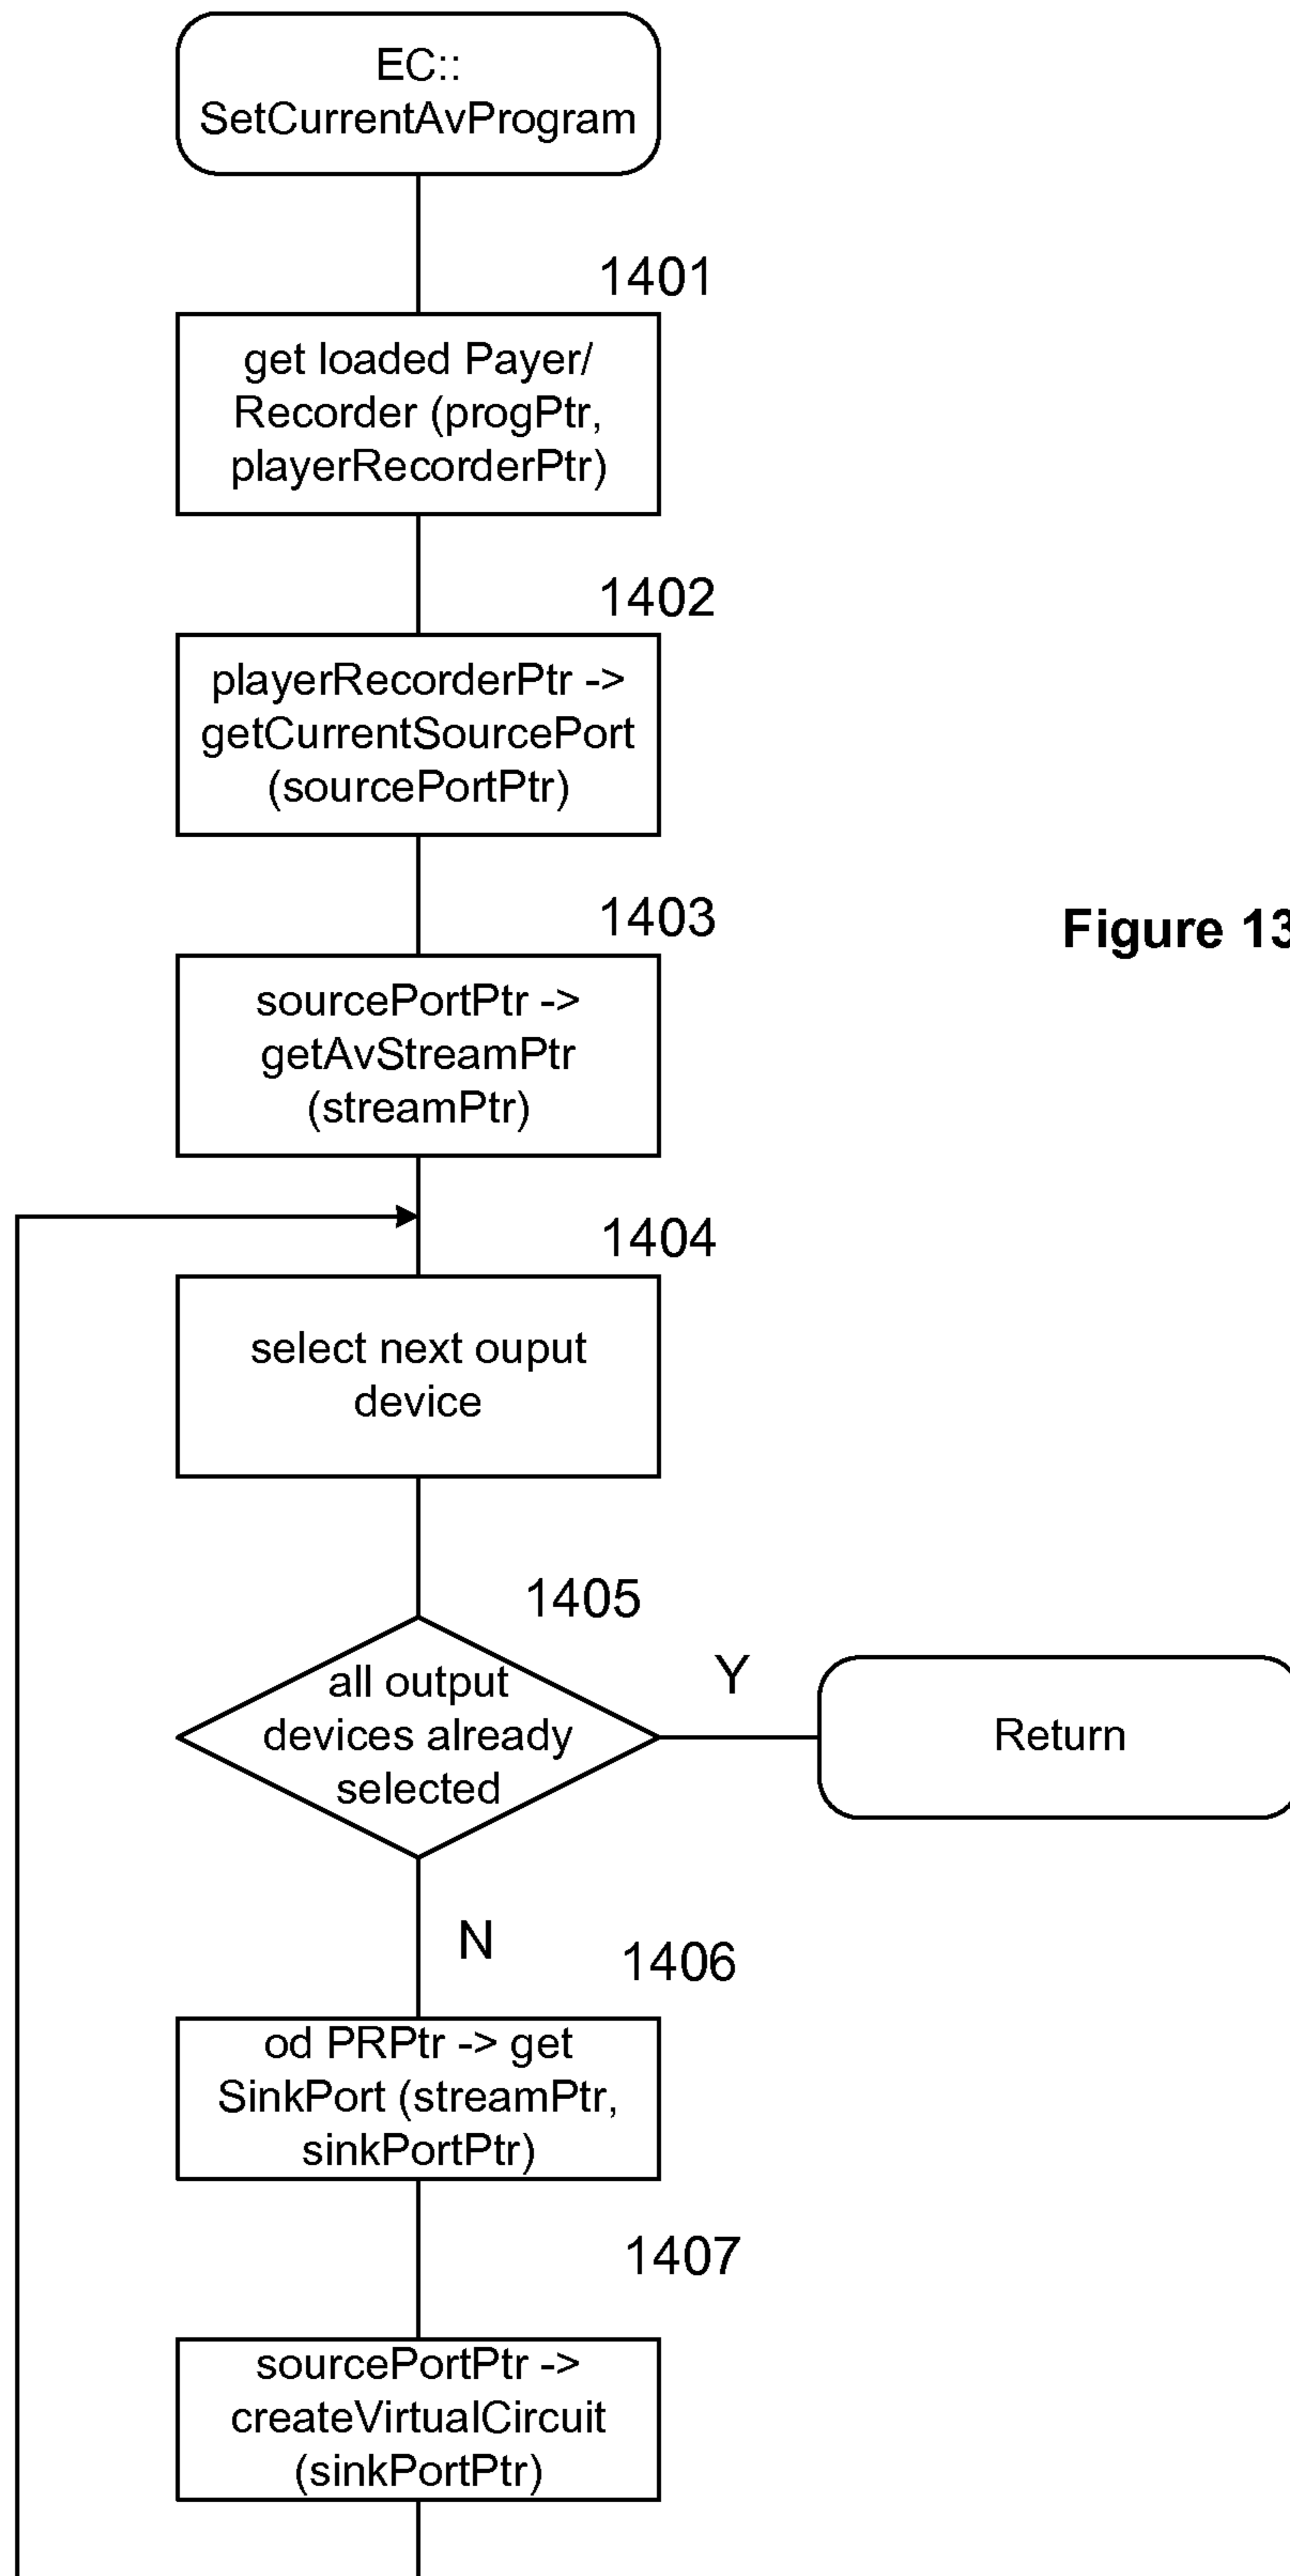 EC::
SetCurrentAvProgram
1401
get loaded Payer/
Recorder (progPtr,
playerRecorderPtr)
1402
playerRecorderPtr ->
getCurrentSourcePort
(sourcePortPtr)
1403
Figure 13
sourcePortPtr ->
getAvStreamPtr
(streamPtr)
1404
select next ouput
device
1405
all output
devices already
selected
Y
Return
N
1406
od PRPtr -> get
SinkPort (streamPtr,
sinkPortPtr)
1407
sourcePortPtr ->
createVirtualCircuit
(sinkPortPtr)